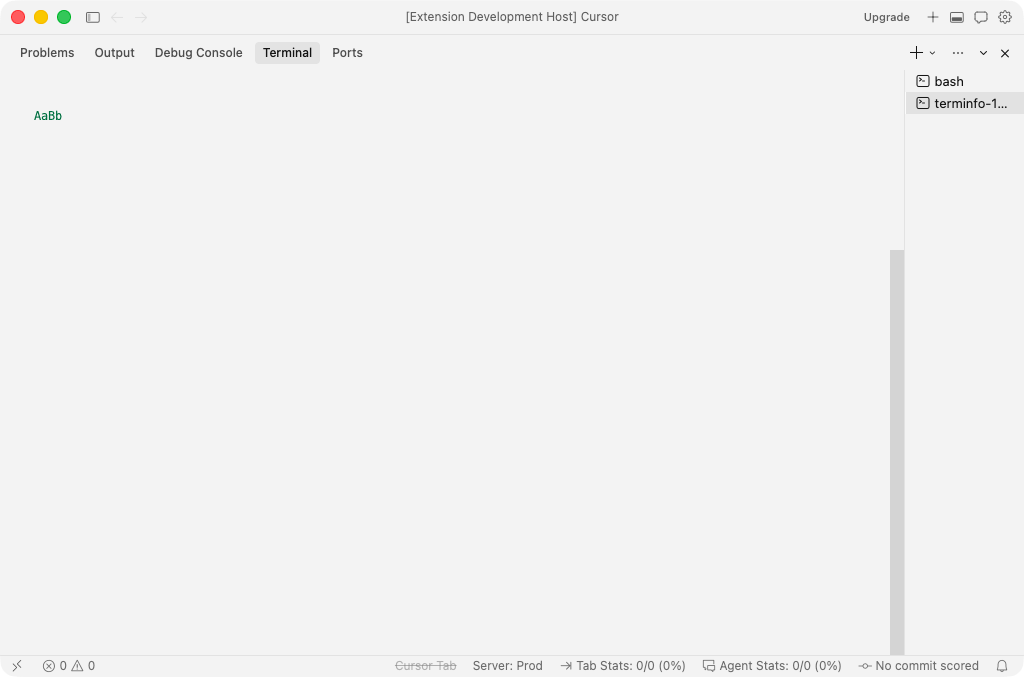 [Extension Development Host] Cursor
Upgrade
Problems Output Debug Console Terminal Ports
bash
terminfo-1...
AaBb
0 0 Cursor Tab Server: Prod Tab Stats: 0/0 (0%) Agent Stats: 0/0 (0%) No commit scored